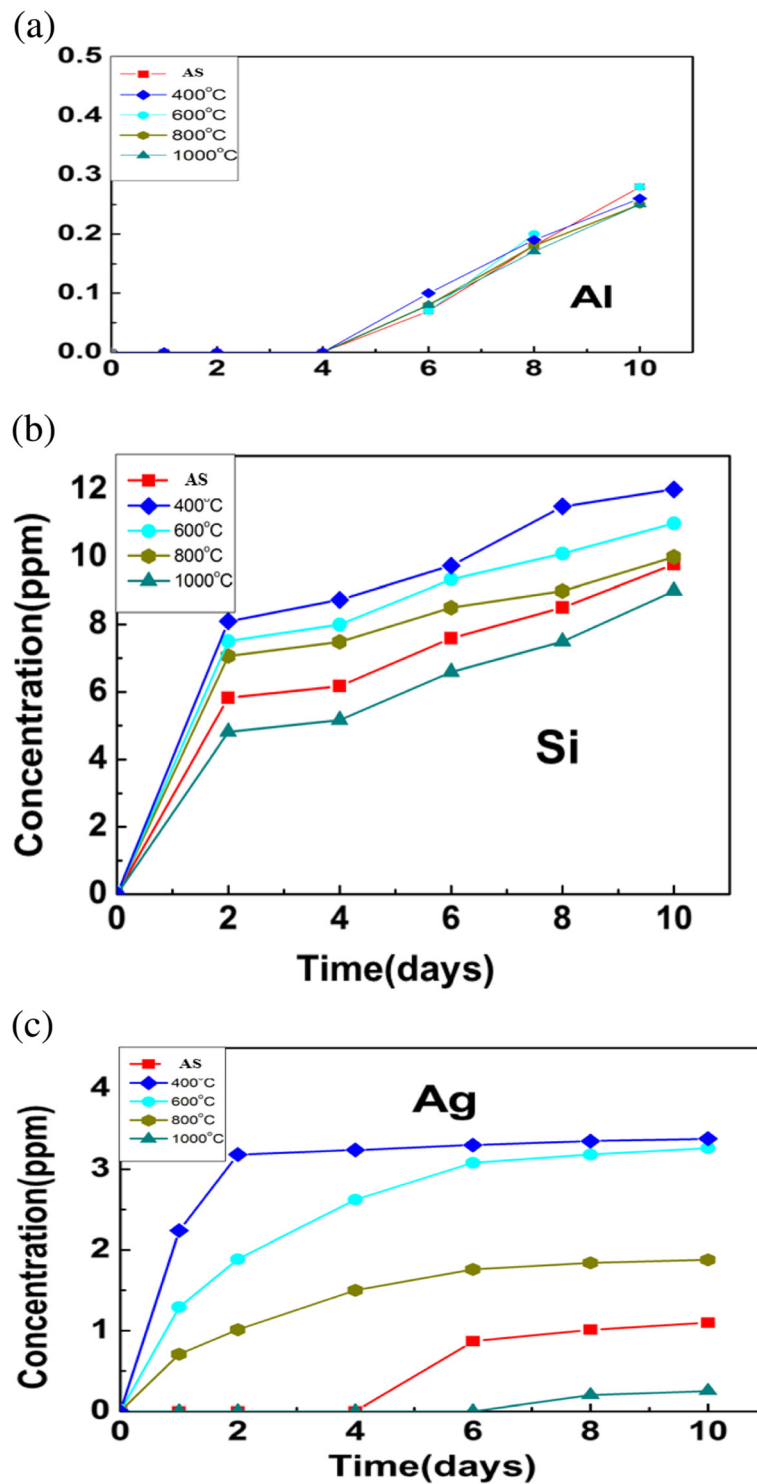 (a)
0.5
0.4
0.3
0.2
0.1
0.0
AS
400°C
600°C
800°C
1000°C
Al
0 2 4 6 8 10
(b)
Concentration(ppm)
12
10
8
6
4
2
0
AS
400°C
600°C
800°C
1000°C
Si
0 2 4 6 8 10
Time(days)
(c)
Concentration(ppm)
4
3
2
1
0
AS
400°C
600°C
800°C
1000°C
Ag
0 2 4 6 8 10
Time(days)